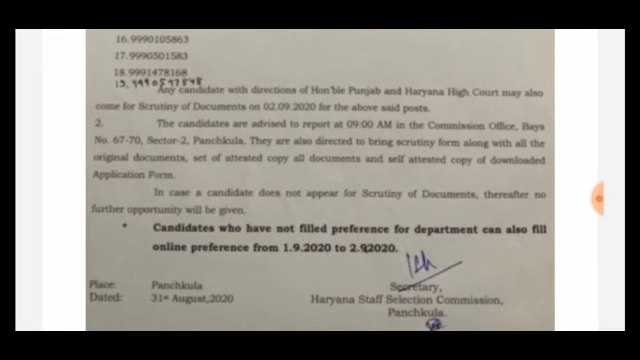 16.9990105863
17.9990501583
18.9991478168
Any candidate with directions of Hon'ble Punjab and Haryana High Court may also
come for Scrutiny of Documents on 02.09.2020 for the above said posts.
2. The candidates are advised to report at 09:00 AM in the Commission Office, Bays
No. 67-70, Sector-2, Panchkula. They are also directed to bring scrutiny form along with all the
original documents, set of attested copy all documents and self attested copy of downloaded
Application Form.
In case a candidate does not appear for Scrutiny of Documents, thereafter no
further opportunity will be given.
* Candidates who have not filled preference for department can also fill
online preference from 1.9.2020 to 2.92020.
Place: Panchkula
Dated: 31st August,2020
Secretary,
Haryana Staff Selection Commission,
Panchkula.